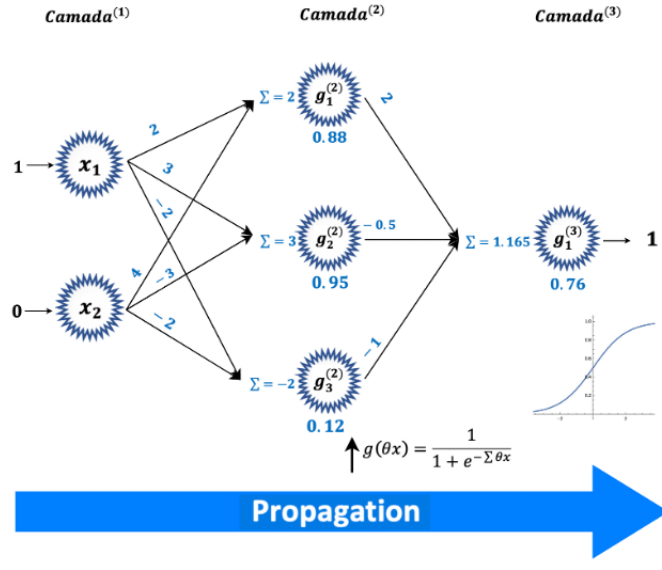 Camada⁽¹⁾ Camada⁽²⁾ Camada⁽³⁾
Σ = 2 g₁⁽²⁾ 2
0.88
2
1 x₁ 3
-2
Σ = 3 g₂⁽²⁾ -0.5 Σ = 1.165 g₁⁽³⁾ 1
0.95 0.76
4 -3
0 x₂ -2
Σ = -2 g₃⁽²⁾ -1
0.12
g(θx) = 1 / (1 + e^(-Σ θx))
Propagation